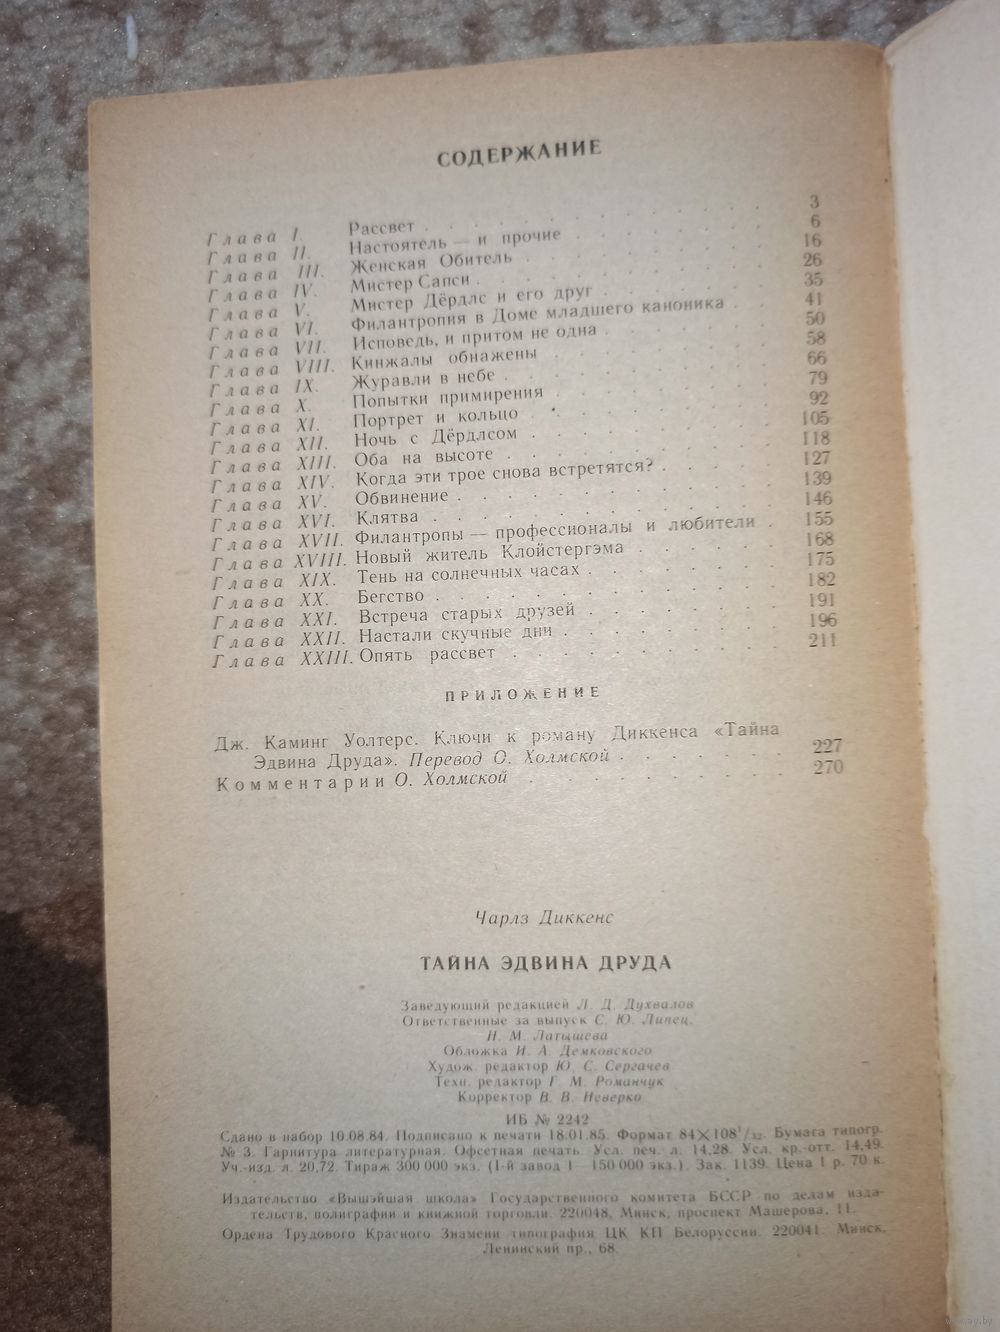 СОДЕРЖАНИЕ
Глава I. Рассвет . . . . . . . . . . 3
Глава II. Настоятель — и прочие . . . . . . 6
Глава III. Женская Обитель . . . . . . . . 16
Глава IV. Мистер Сапси . . . . . . . . . 26
Глава V. Мистер Дёрдлс и его друг . . . . . 35
Глава VI. Филантропия в Доме младшего каноника . . 41
Глава VII. Исповедь, и притом не одна . . . . . 50
Глава VIII. Кинжалы обнажены . . . . . . . 58
Глава IX. Журавли в небе . . . . . . . . 66
Глава X. Попытки примирения . . . . . . . 79
Глава XI. Портрет и кольцо . . . . . . . 92
Глава XII. Ночь с Дёрдлсом . . . . . . . 105
Глава XIII. Оба на высоте . . . . . . . . 118
Глава XIV. Когда эти трое снова встретятся? . . . . 127
Глава XV. Обвинение . . . . . . . . . 139
Глава XVI. Клятва . . . . . . . . . . 146
Глава XVII. Филантропы — профессионалы и любители . 155
Глава XVIII. Новый житель Клойстергэма . . . . . 168
Глава XIX. Тень на солнечных часах . . . . . . 175
Глава XX. Бегство . . . . . . . . . . 182
Глава XXI. Встреча старых друзей . . . . . . 191
Глава XXII. Настали скучные дни . . . . . . 196
Глава XXIII. Опять рассвет . . . . . . . . 211
ПРИЛОЖЕНИЕ
Дж. Каминг Уолтерс. Ключи к роману Диккенса «Тайна
Эдвина Друда». Перевод О. Холмской . . . . . . 227
Комментарии О. Холмской . . . . . . . . 270
Чарлз Диккенс
ТАЙНА ЭДВИНА ДРУДА
Заведующий редакцией Л. Д. Духвалов
Ответственные за выпуск С. Ю. Липец,
Н. М. Латышева
Обложка И. А. Демковского
Худож. редактор Ю. С. Сергачев
Техн. редактор Г. М. Романчук
Корректор В. В. Неверко
ИБ № 2242
Сдано в набор 10.08.84. Подписано к печати 18.01.85. Формат 84×108¹/₃₂. Бумага типогр.
№ 3. Гарнитура литературная. Офсетная печать. Усл. печ. л. 14,28. Усл. кр.-отт. 14,49.
Уч.-изд. л. 20,72. Тираж 300 000 экз. (1-й завод 1—150 000 экз.). Зак. 1139. Цена 1 р. 70 к.
Издательство «Вышэйшая школа» Государственного комитета БССР по делам изда-
тельств, полиграфии и книжной торговли. 220048, Минск, проспект Машерова, 11.
Ордена Трудового Красного Знамени типография ЦК КП Белоруссии. 220041. Минск,
Ленинский пр., 68.